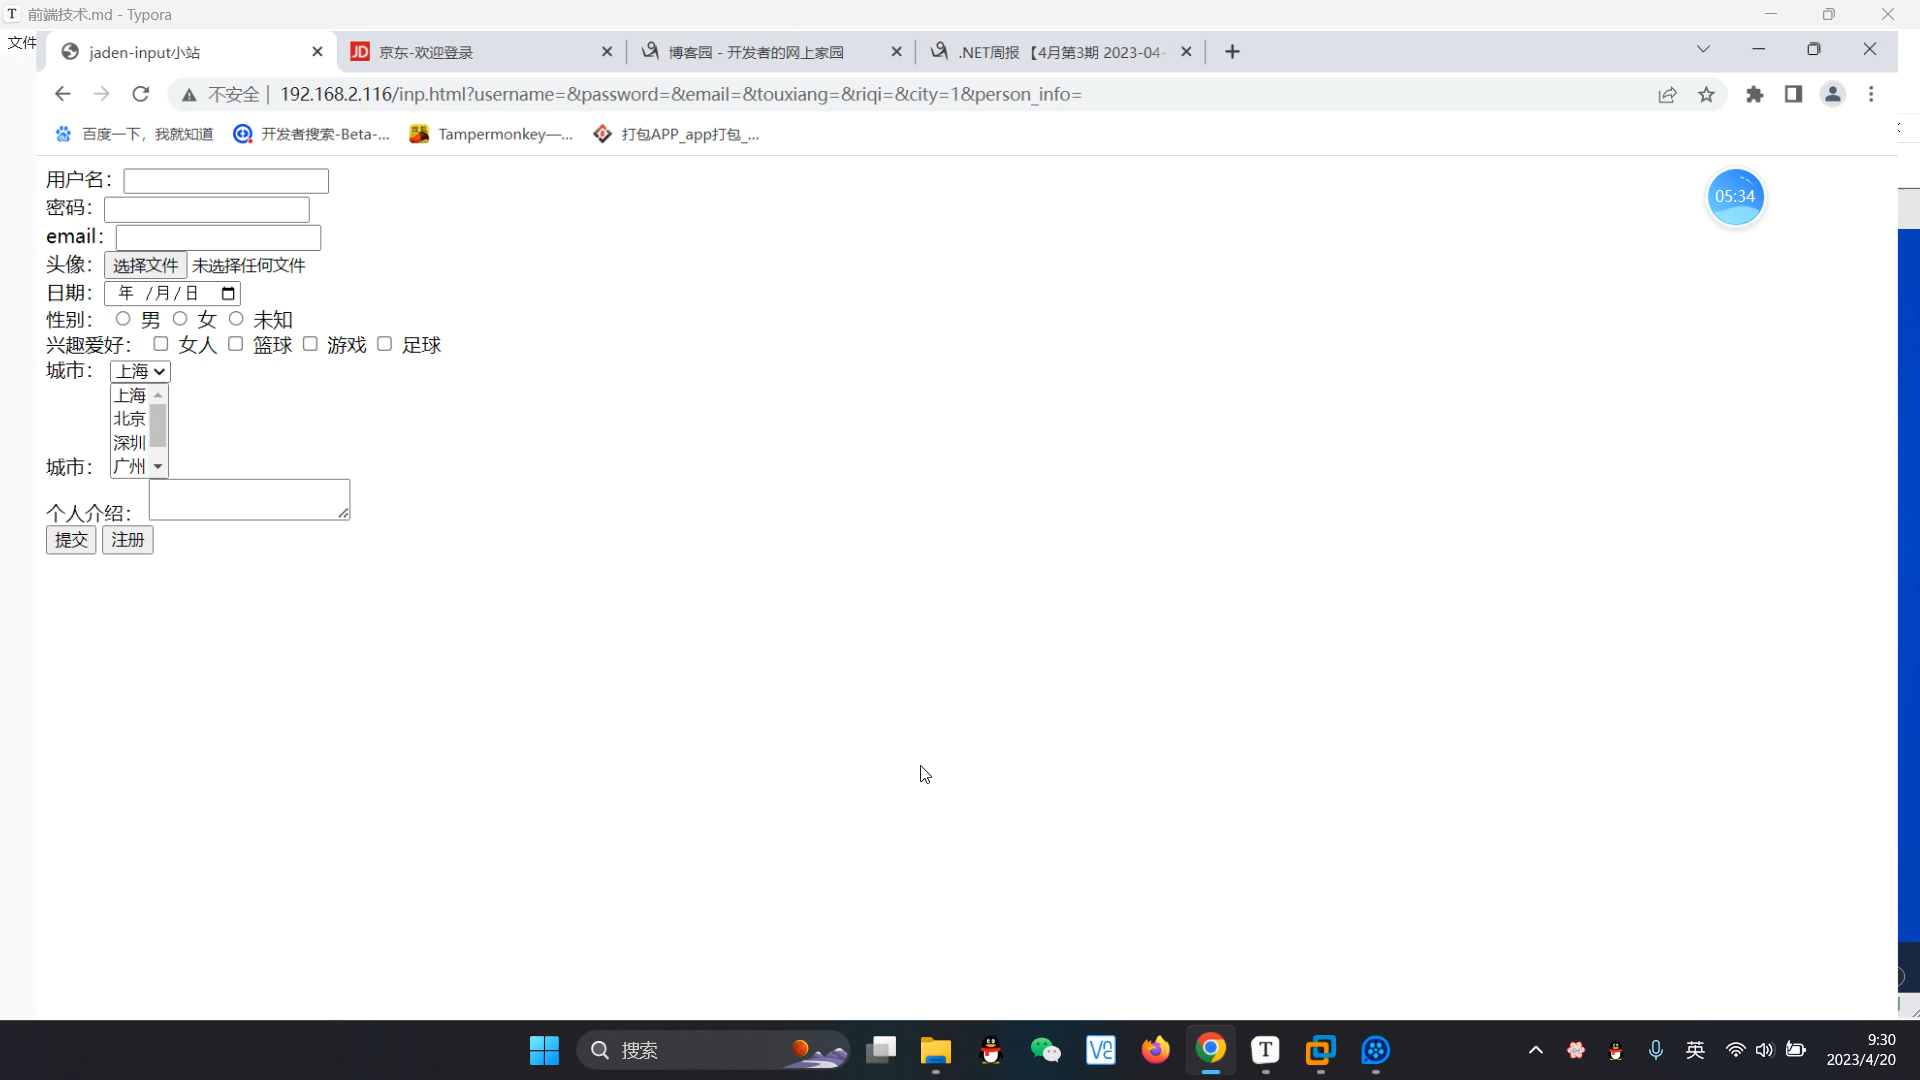 前端技术.md - Typora
文件
jaden-input小站
京东-欢迎登录
博客园 - 开发者的网上家园
.NET周报 【4月第3期 2023-04-
不安全
192.168.2.116/inp.html?username=&password=&email=&touxiang=&riqi=&city=1&person_info=
百度一下，我就知道
开发者搜索-Beta-...
Tampermonkey—...
打包APP_app打包_...
用户名：
05:34
密码：
email：
头像： 选择文件 未选择任何文件
日期： 年 /月/日
性别： 男 女 未知
兴趣爱好： 女人 篮球 游戏 足球
城市： 上海
上海
北京
深圳
城市： 广州
个人介绍：
提交 注册
搜索
英
9:30
2023/4/20